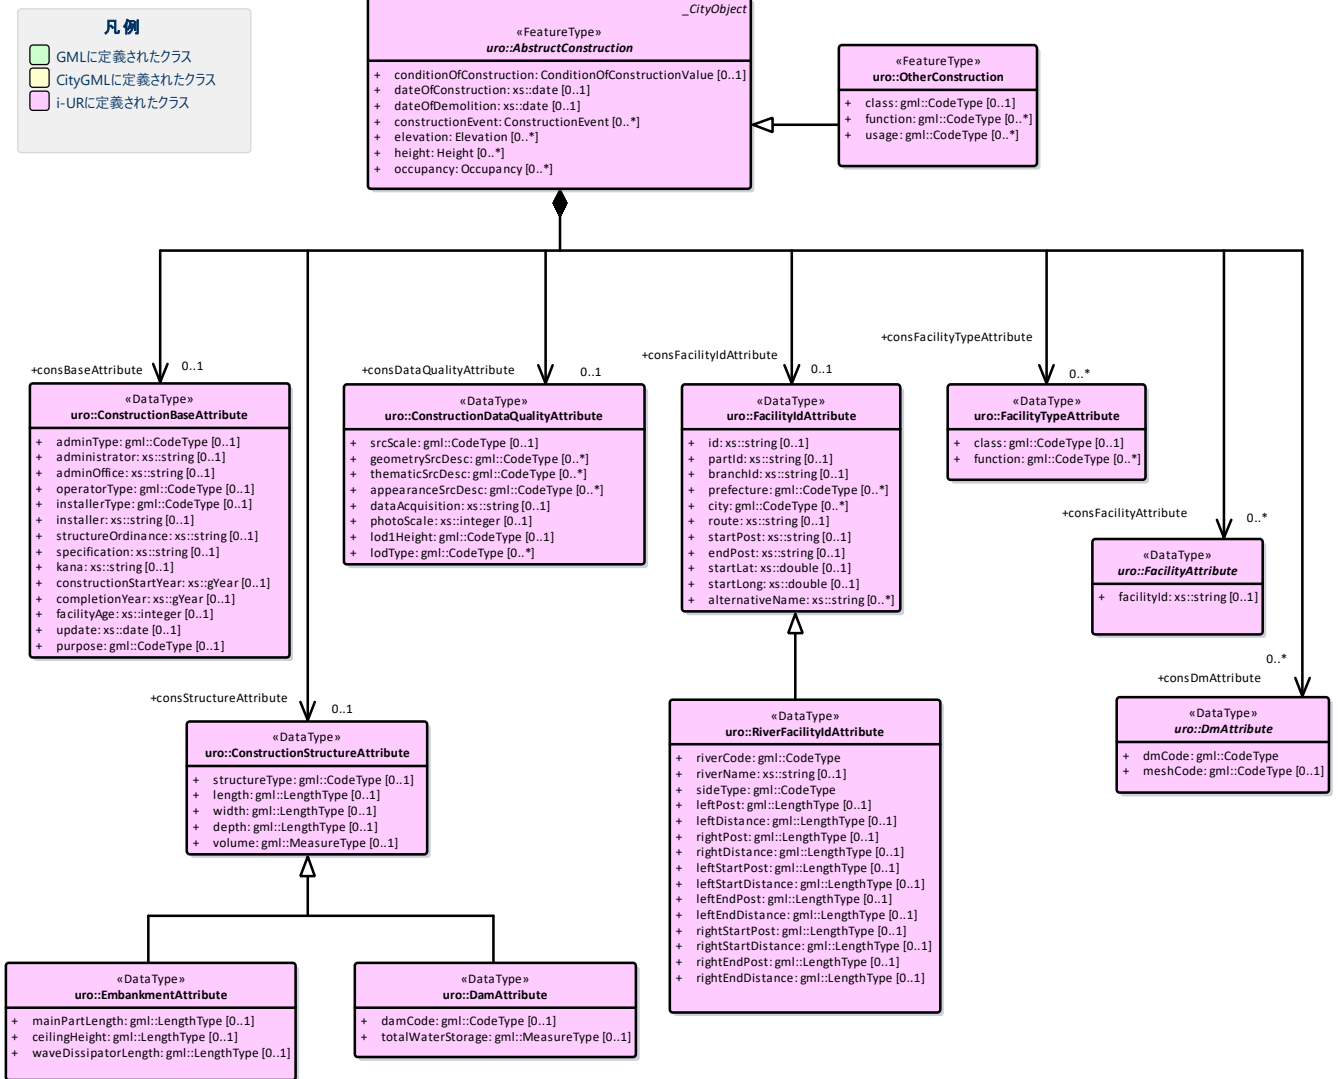 凡例
GMLに定義されたクラス
CityGMLに定義されたクラス
i-URに定義されたクラス
_CityObject
«FeatureType»
uro::AbstructConstruction
+ conditionOfConstruction: ConditionOfConstructionValue [0..1]
+ dateOfConstruction: xs::date [0..1]
+ dateOfDemolition: xs::date [0..1]
+ constructionEvent: ConstructionEvent [0..*]
+ elevation: Elevation [0..*]
+ height: Height [0..*]
+ occupancy: Occupancy [0..*]
«FeatureType»
uro::OtherConstruction
+ class: gml::CodeType [0..1]
+ function: gml::CodeType [0..*]
+ usage: gml::CodeType [0..*]
+consBaseAttribute 0..1
«DataType»
uro::ConstructionBaseAttribute
+ adminType: gml::CodeType [0..1]
+ administrator: xs::string [0..1]
+ adminOffice: xs::string [0..1]
+ operatorType: gml::CodeType [0..1]
+ installerType: gml::CodeType [0..1]
+ installer: xs::string [0..1]
+ structureOrdinance: xs::string [0..1]
+ specification: xs::string [0..1]
+ kana: xs::string [0..1]
+ constructionStartYear: xs::gYear [0..1]
+ completionYear: xs::gYear [0..1]
+ facilityAge: xs::integer [0..1]
+ update: xs::date [0..1]
+ purpose: gml::CodeType [0..1]
+consDataQualityAttribute 0..1
«DataType»
uro::ConstructionDataQualityAttribute
+ srcScale: gml::CodeType [0..1]
+ geometrySrcDesc: gml::CodeType [0..*]
+ thematicSrcDesc: gml::CodeType [0..*]
+ appearanceSrcDesc: gml::CodeType [0..*]
+ dataAcquisition: xs::string [0..1]
+ photoScale: xs::integer [0..1]
+ lod1Height: gml::CodeType [0..1]
+ lodType: gml::CodeType [0..*]
+consFacilityIdAttribute 0..1
«DataType»
uro::FacilityIdAttribute
+ id: xs::string [0..1]
+ partId: xs::string [0..1]
+ branchId: xs::string [0..1]
+ prefecture: gml::CodeType [0..*]
+ city: gml::CodeType [0..*]
+ route: xs::string [0..1]
+ startPost: xs::string [0..1]
+ endPost: xs::string [0..1]
+ startLat: xs::double [0..1]
+ startLong: xs::double [0..1]
+ alternativeName: xs::string [0..*]
+consFacilityTypeAttribute
0..*
«DataType»
uro::FacilityTypeAttribute
+ class: gml::CodeType [0..1]
+ function: gml::CodeType [0..*]
+consFacilityAttribute 0..*
«DataType»
uro::FacilityAttribute
+ facilityId: xs::string [0..1]
0..*
+consDmAttribute
«DataType»
uro::DmAttribute
+ dmCode: gml::CodeType
+ meshCode: gml::CodeType [0..1]
+consStructureAttribute 0..1
«DataType»
uro::ConstructionStructureAttribute
+ structureType: gml::CodeType [0..1]
+ length: gml::LengthType [0..1]
+ width: gml::LengthType [0..1]
+ depth: gml::LengthType [0..1]
+ volume: gml::MeasureType [0..1]
«DataType»
uro::RiverFacilityIdAttribute
+ riverCode: gml::CodeType
+ riverName: xs::string [0..1]
+ sideType: gml::CodeType
+ leftPost: gml::LengthType [0..1]
+ leftDistance: gml::LengthType [0..1]
+ rightPost: gml::LengthType [0..1]
+ rightDistance: gml::LengthType [0..1]
+ leftStartPost: gml::LengthType [0..1]
+ leftStartDistance: gml::LengthType [0..1]
+ leftEndPost: gml::LengthType [0..1]
+ leftEndDistance: gml::LengthType [0..1]
+ rightStartPost: gml::LengthType [0..1]
+ rightStartDistance: gml::LengthType [0..1]
+ rightEndPost: gml::LengthType [0..1]
+ rightEndDistance: gml::LengthType [0..1]
«DataType»
uro::EmbankmentAttribute
+ mainPartLength: gml::LengthType [0..1]
+ ceilingHeight: gml::LengthType [0..1]
+ waveDissipatorLength: gml::LengthType [0..1]
«DataType»
uro::DamAttribute
+ damCode: gml::CodeType [0..1]
+ totalWaterStorage: gml::MeasureType [0..1]